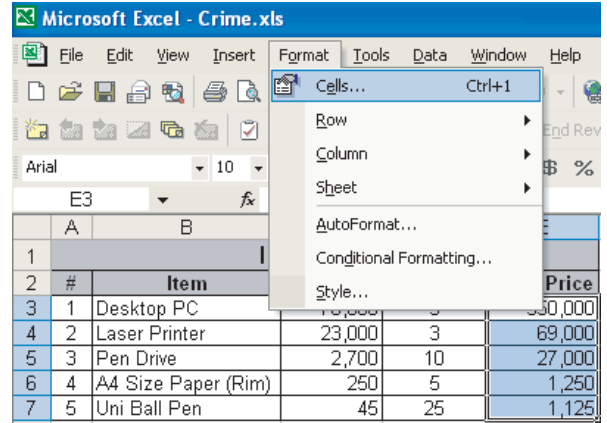 Microsoft Excel - Crime.xls
File Edit View Insert Format Tools Data Window Help
Cells... Ctrl+1
Row
Column
Sheet
AutoFormat...
Conditional Formatting...
Style...
End Rev
Arial 10 $ %
E3 fx
A B E
1
2 # Item Price
3 1 Desktop PC
4 2 Laser Printer 23,000 3 69,000
5 3 Pen Drive 2,700 10 27,000
6 4 A4 Size Paper (Rim) 250 5 1,250
7 5 Uni Ball Pen 45 25 1,125